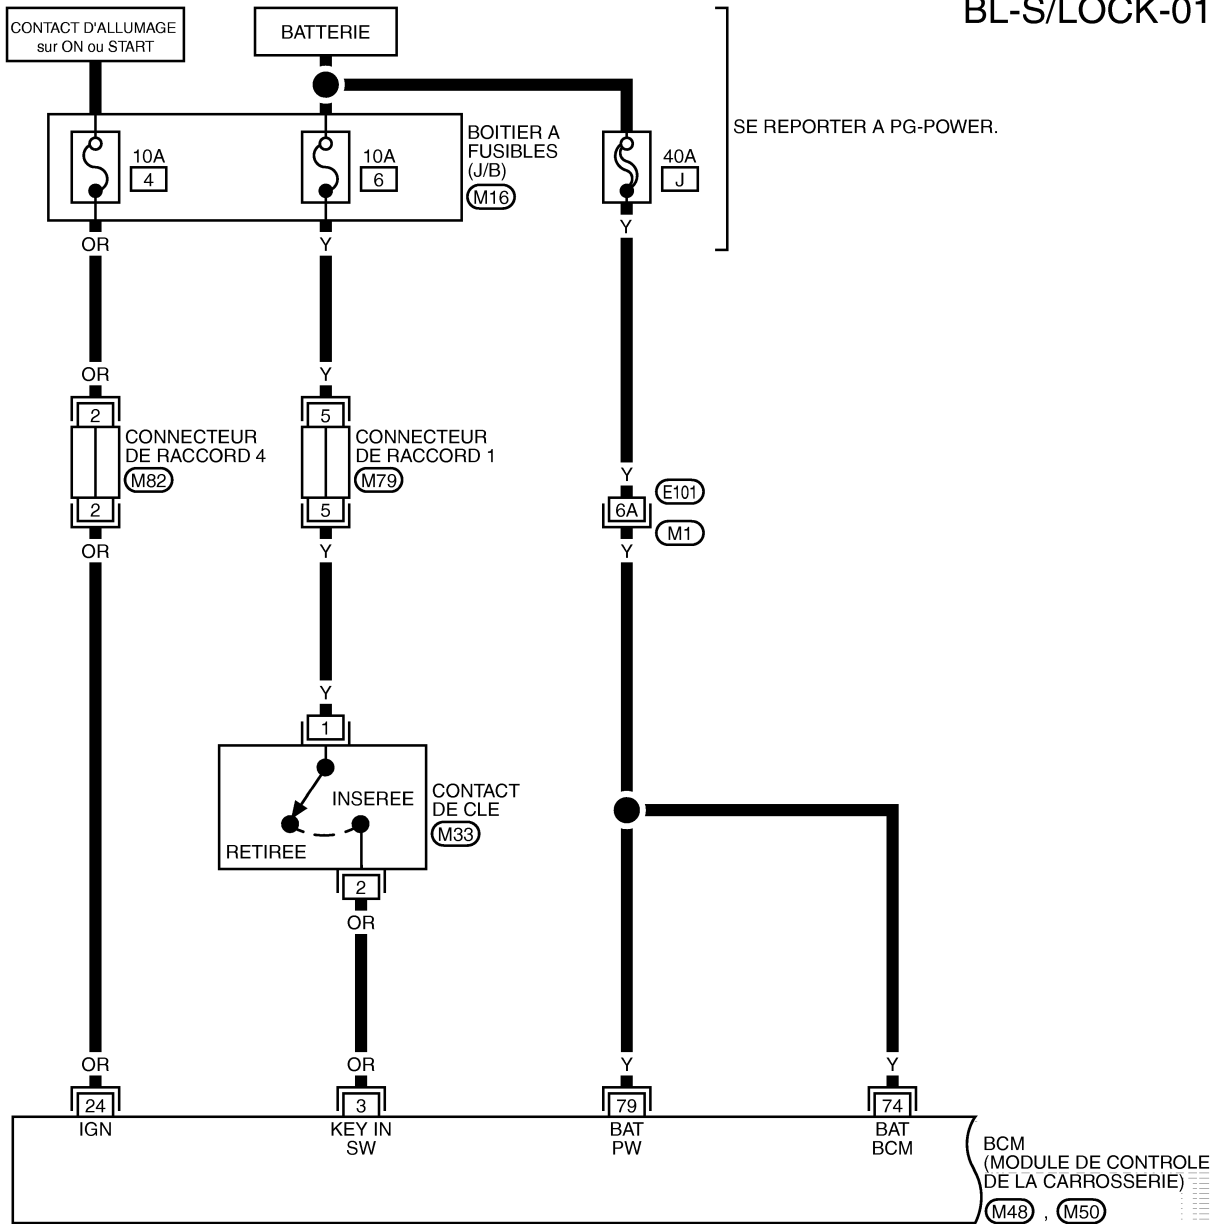 BL-S/LOCK-01
CONTACT D'ALLUMAGE
sur ON ou START
BATTERIE
SE REPORTER A PG-POWER.
10A
4
10A
6
BOITIER A
FUSIBLES
(J/B)
M16
40A
J
OR
Y
Y
OR
Y
2
CONNECTEUR
DE RACCORD 4
M82
2
OR
5
CONNECTEUR
DE RACCORD 1
M79
5
Y
Y
6A
E101
M1
Y
Y
1
INSEREE
RETIREE
CONTACT
DE CLE
M33
2
OR
OR
OR
Y
Y
24
3
79
74
IGN
KEY IN
SW
BAT
PW
BAT
BCM
BCM
(MODULE DE CONTROLE
DE LA CARROSSERIE)
M48 , M50